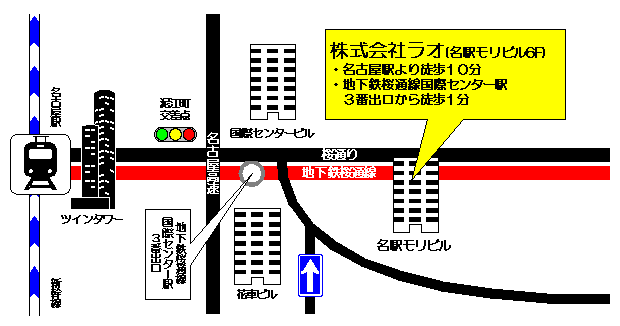 株式会社ラオ(名駅モリビル6F)
・名古屋駅より徒歩10分
・地下鉄桜通線国際センター駅
3番出口から徒歩1分
名古屋駅
泥江町
交差点
国際センタービル
名古屋高速
桜通り
地下鉄桜通線
ツインタワー
地下鉄桜通線
国際センター駅
3番出口
名駅モリビル
花車ビル
新幹線